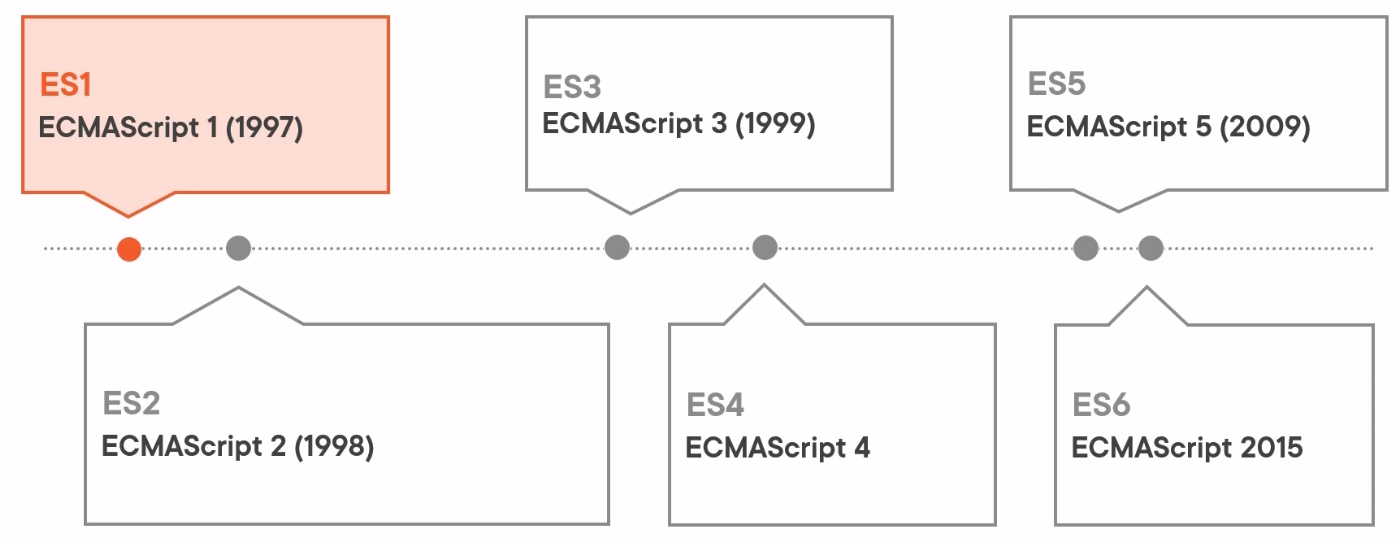 ES1
ECMAScript 1 (1997)
ES3
ECMAScript 3 (1999)
ES5
ECMAScript 5 (2009)
ES2
ECMAScript 2 (1998)
ES4
ECMAScript 4
ES6
ECMAScript 2015